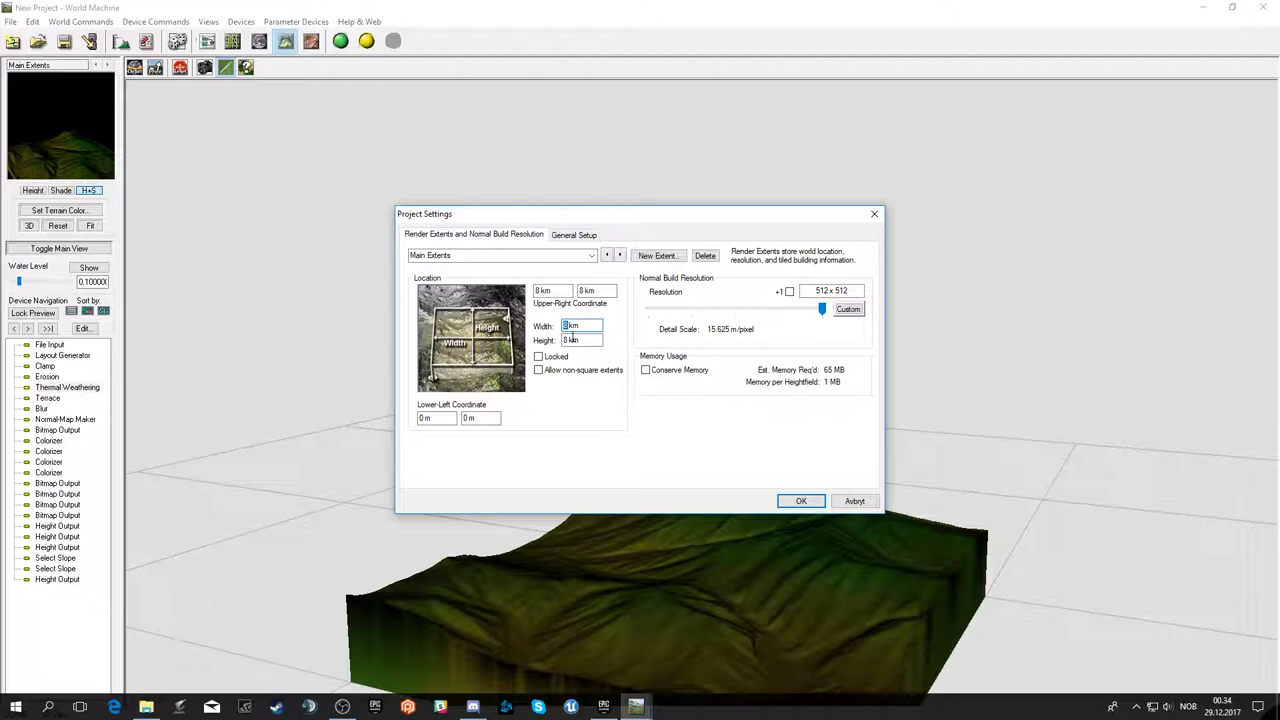 New Project - World Machine
File Edit World Commands Device Commands Views Devices Parameter Devices Help & Web
Main Extents
Height Shade H+S
Set Terrain Color...
3D Reset Fit
Toggle Main View
Water Level Show
0.10000
Device Navigation Sort by:
Lock Preview
< > >>| Edit...
File Input
Layout Generator
Clamp
Erosion
Thermal Weathering
Terrace
Blur
Normal-Map Maker
Bitmap Output
Colorizer
Colorizer
Colorizer
Colorizer
Bitmap Output
Bitmap Output
Bitmap Output
Bitmap Output
Height Output
Height Output
Height Output
Select Slope
Select Slope
Height Output
Project Settings
Render Extents and Normal Build Resolution General Setup
Main Extents
New Extent.. Delete
Render Extents store world location,
resolution, and tiled building information.
Location
Height
Width
8 km 8 km
Upper-Right Coordinate
Width: 8 km
Height: 8 km
Locked
Allow non-square extents
Lower-Left Coordinate
0 m 0 m
Normal Build Resolution
Resolution +1 512 x 512
Custom
Detail Scale: 15.625 m/pixel
Memory Usage
Conserve Memory Est. Memory Req'd: 65 MB
Memory per Heightfield: 1 MB
OK Avbryt
EPIC GAMES EPIC GAMES
NOB
00.34
29.12.2017